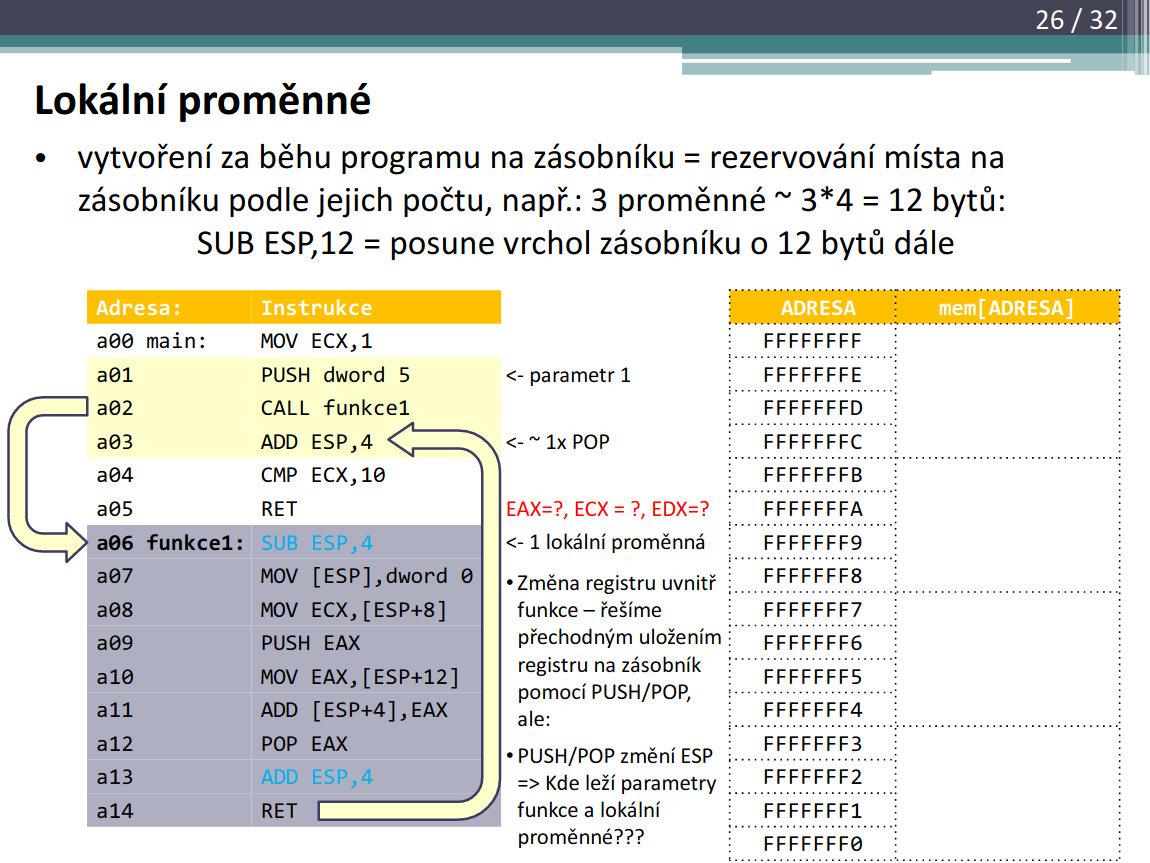 26 / 32
Lokální proměnné
• vytvoření za běhu programu na zásobníku = rezervování místa na
zásobníku podle jejich počtu, např.: 3 proměnné ~ 3*4 = 12 bytů:
SUB ESP,12 = posune vrchol zásobníku o 12 bytů dále
Adresa: Instrukce
a00 main: MOV ECX,1
a01 PUSH dword 5 <- parametr 1
a02 CALL funkce1
a03 ADD ESP,4 <- ~ 1x POP
a04 CMP ECX,10
a05 RET EAX=?, ECX = ?, EDX=?
a06 funkce1: SUB ESP,4 <- 1 lokální proměnná
a07 MOV [ESP],dword 0
a08 MOV ECX,[ESP+8]
a09 PUSH EAX
a10 MOV EAX,[ESP+12]
a11 ADD [ESP+4],EAX
a12 POP EAX
a13 ADD ESP,4
a14 RET
• Změna registru uvnitř
funkce – řešíme
přechodným uložením
registru na zásobník
pomocí PUSH/POP,
ale:
• PUSH/POP změní ESP
=> Kde leží parametry
funkce a lokální
proměnné???
ADRESA mem[ADRESA]
FFFFFFFF
FFFFFFFE
FFFFFFFD
FFFFFFFC
FFFFFFFB
FFFFFFFA
FFFFFFF9
FFFFFFF8
FFFFFFF7
FFFFFFF6
FFFFFFF5
FFFFFFF4
FFFFFFF3
FFFFFFF2
FFFFFFF1
FFFFFFF0